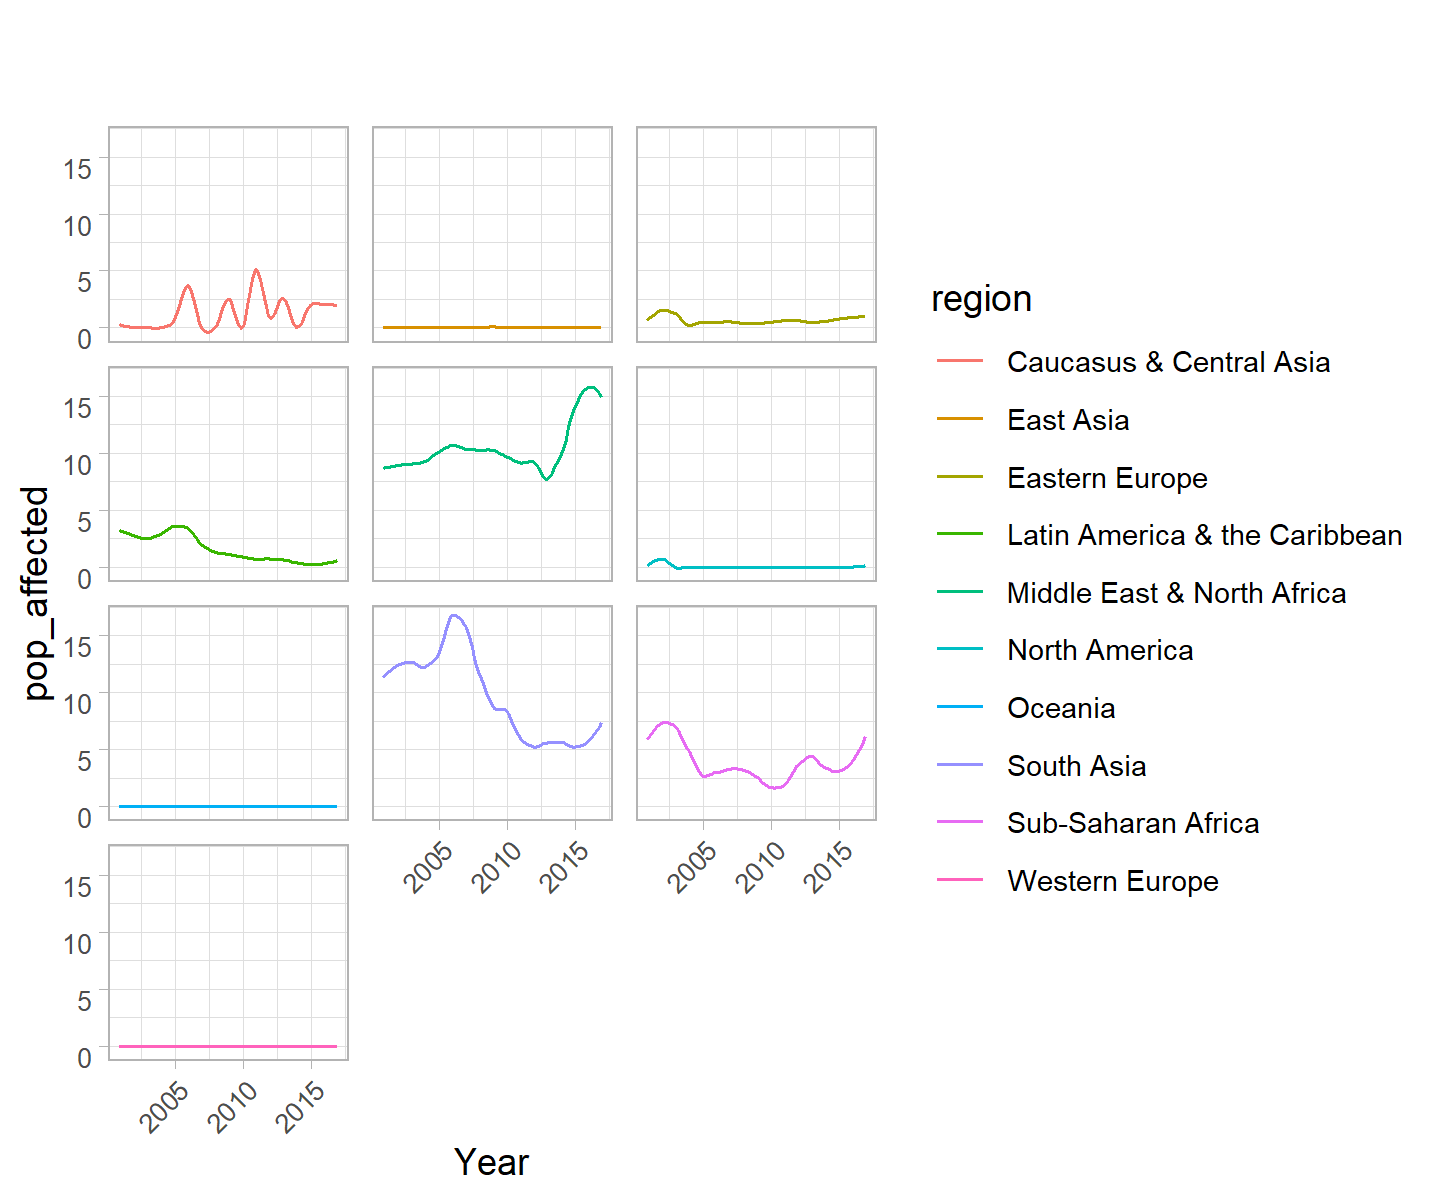 15
10
5
0
15
10
5
0
15
10
5
0
2005
2010
2015
2005
2010
2015
15
10
5
0
2005
2010
2015
pop_affected
Year
region
Caucasus & Central Asia
East Asia
Eastern Europe
Latin America & the Caribbean
Middle East & North Africa
North America
Oceania
South Asia
Sub-Saharan Africa
Western Europe